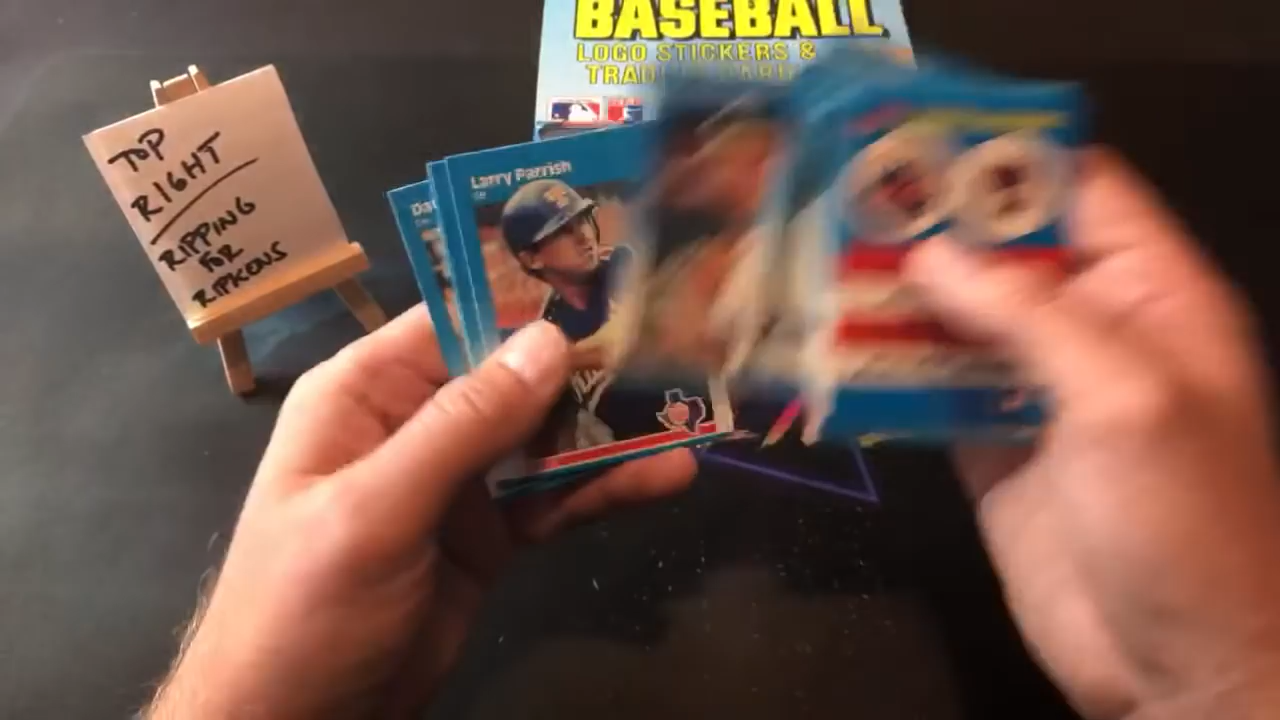 BASEBALL
LOGO STICKERS &
TOP
RIGHT
RIPPING
FOR
RIPKENS
Larry Parrish